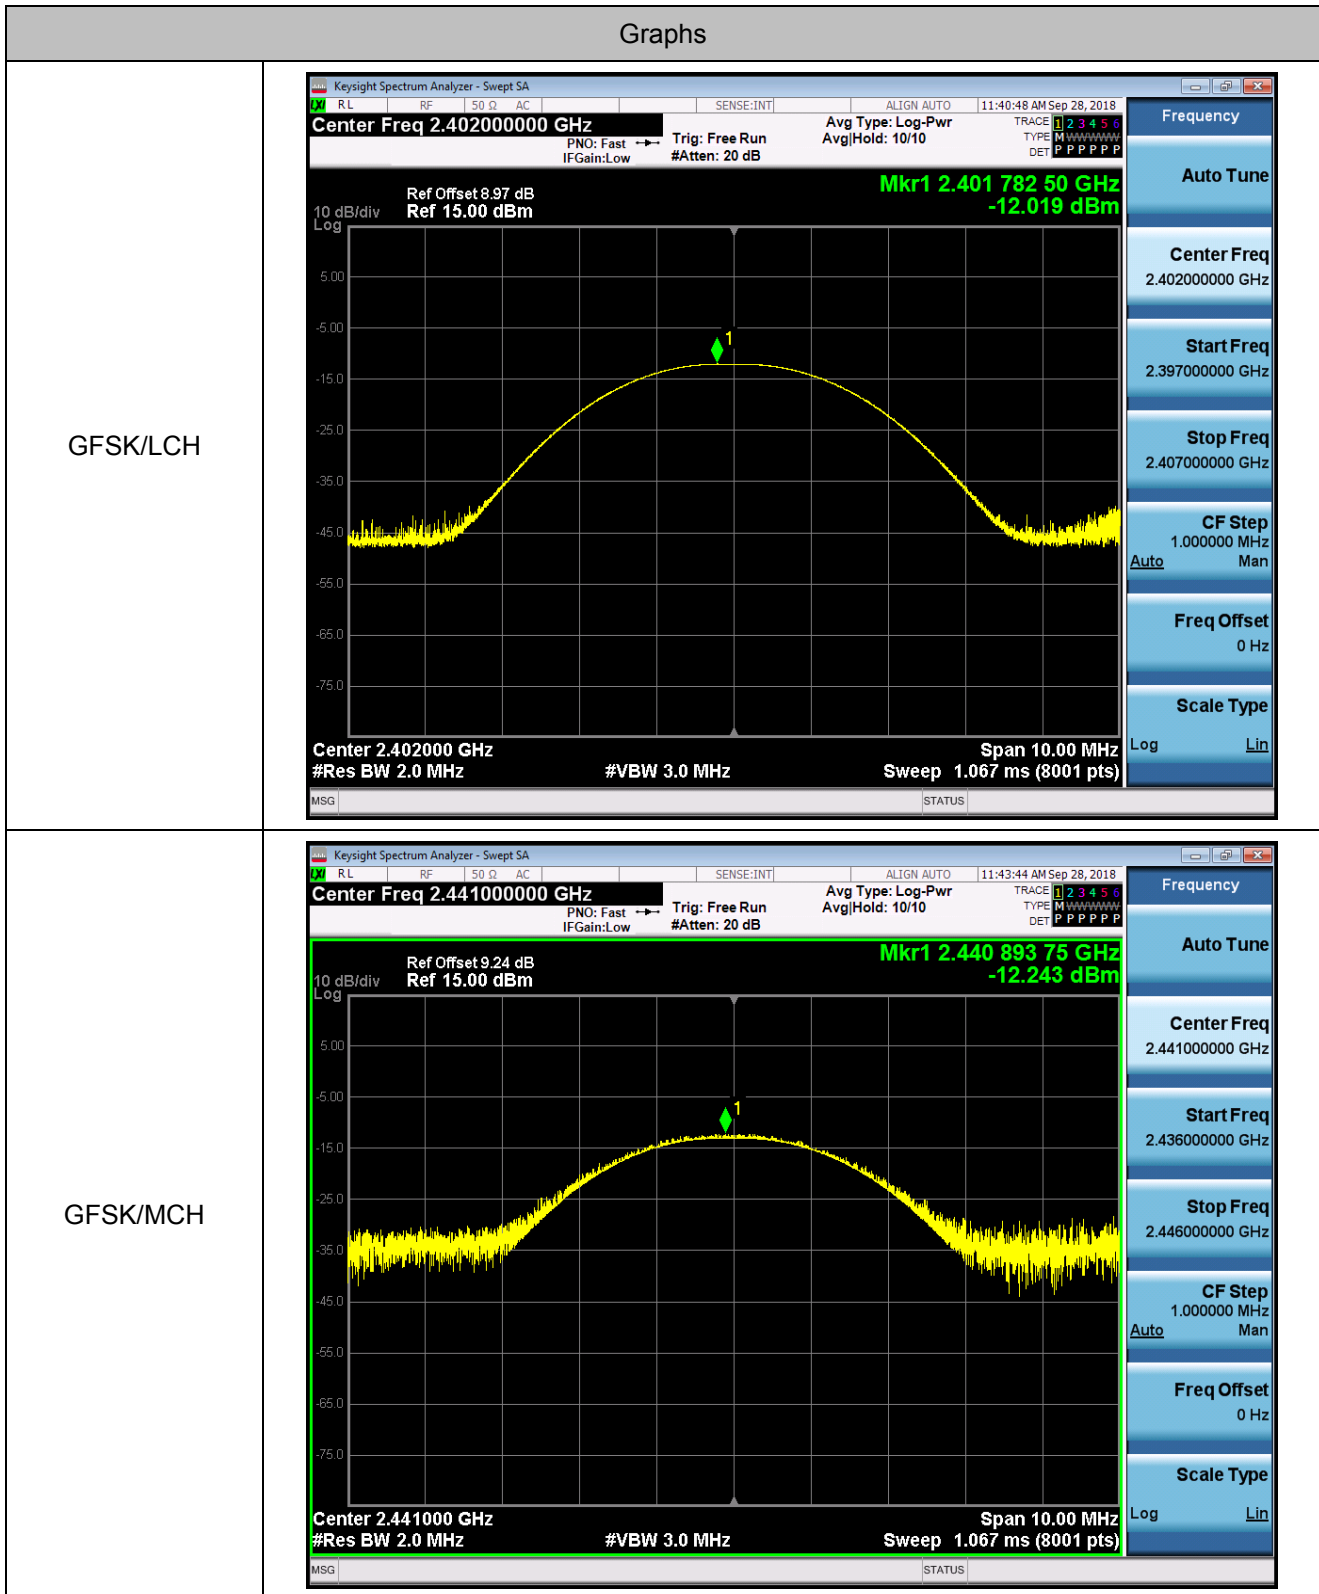 Graphs
GFSK/LCH
Keysight Spectrum Analyzer - Swept SA
LXI RL RF 50 Ω AC SENSE:INT ALIGN AUTO 11:40:48 AM Sep 28, 2018
Center Freq 2.402000000 GHz
PNO: Fast
IFGain:Low
Trig: Free Run
#Atten: 20 dB
Avg Type: Log-Pwr
Avg|Hold: 10/10
TRACE 1 2 3 4 5 6
TYPE M WWWWW
DET P P P P P P
Mkr1 2.401 782 50 GHz
-12.019 dBm
Ref Offset 8.97 dB
10 dB/div Ref 15.00 dBm
Log
5.00
-5.00
-15.0
-25.0
-35.0
-45.0
-55.0
-65.0
-75.0
1
Center 2.402000 GHz Span 10.00 MHz
#Res BW 2.0 MHz #VBW 3.0 MHz Sweep 1.067 ms (8001 pts)
MSG STATUS
Frequency
Auto Tune
Center Freq
2.402000000 GHz
Start Freq
2.397000000 GHz
Stop Freq
2.407000000 GHz
CF Step
1.000000 MHz
Auto Man
Freq Offset
0 Hz
Scale Type
Log Lin
GFSK/MCH
Keysight Spectrum Analyzer - Swept SA
LXI RL RF 50 Ω AC SENSE:INT ALIGN AUTO 11:43:44 AM Sep 28, 2018
Center Freq 2.441000000 GHz
PNO: Fast
IFGain:Low
Trig: Free Run
#Atten: 20 dB
Avg Type: Log-Pwr
Avg|Hold: 10/10
TRACE 1 2 3 4 5 6
TYPE M WWWWW
DET P P P P P P
Mkr1 2.440 893 75 GHz
-12.243 dBm
Ref Offset 9.24 dB
10 dB/div Ref 15.00 dBm
Log
5.00
-5.00
-15.0
-25.0
-35.0
-45.0
-55.0
-65.0
-75.0
1
Center 2.441000 GHz Span 10.00 MHz
#Res BW 2.0 MHz #VBW 3.0 MHz Sweep 1.067 ms (8001 pts)
MSG STATUS
Frequency
Auto Tune
Center Freq
2.441000000 GHz
Start Freq
2.436000000 GHz
Stop Freq
2.446000000 GHz
CF Step
1.000000 MHz
Auto Man
Freq Offset
0 Hz
Scale Type
Log Lin